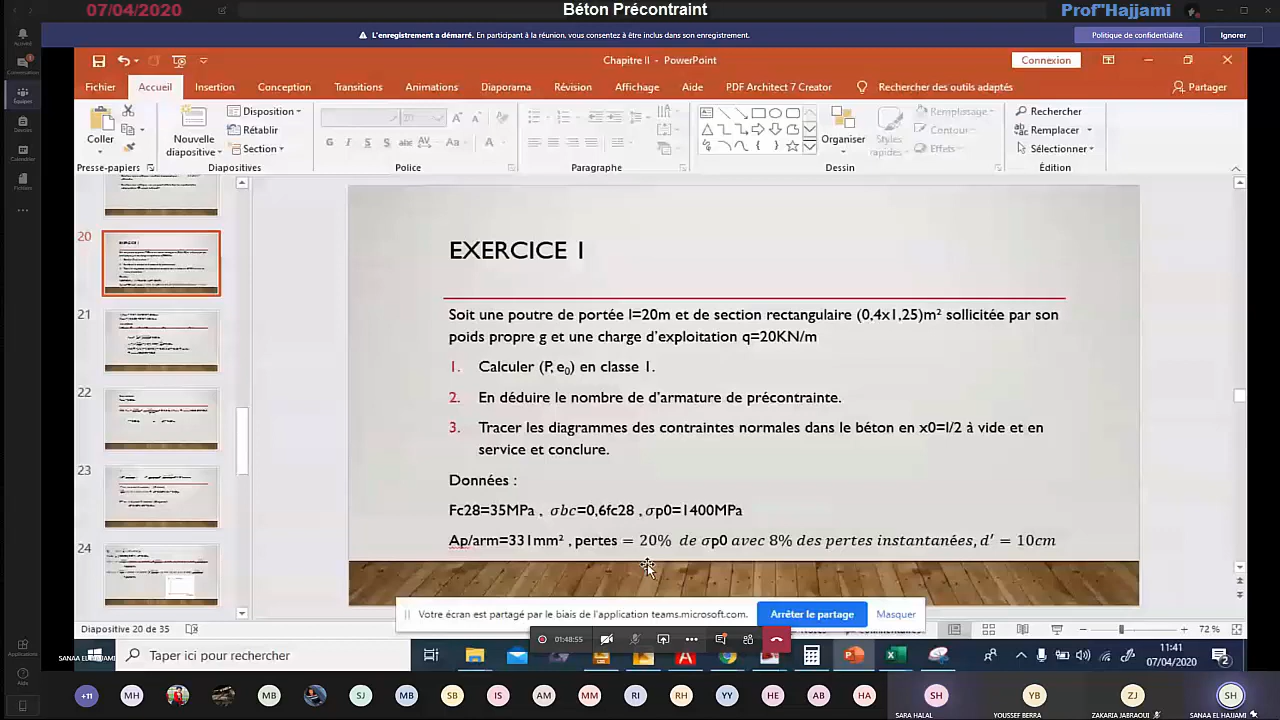 07/04/2020
Béton Précontraint
Prof"Hajjami
L'enregistrement a démarré. En participant à la réunion, vous consentez à être inclus dans son enregistrement.
Politique de confidentialité
Ignorer
Chapitre II - PowerPoint
Connexion
Fichier Accueil Insertion Conception Transitions Animations Diaporama Révision Affichage Aide PDF Architect 7 Creator Rechercher des outils adaptés Partager
Coller
Nouvelle diapositive
Disposition
Rétablir
Section
Organiser
Styles rapides
Remplissage
Contour
Effets
Rechercher
Remplacer
Sélectionner
Presse-papiers Diapositives Police Paragraphe Dessin Édition
20
21
22
23
24
EXERCICE 1
Soit une poutre de portée l=20m et de section rectangulaire (0,4x1,25)m² sollicitée par son
poids propre g et une charge d'exploitation q=20KN/m
1. Calculer (P, e₀) en classe 1.
2. En déduire le nombre de d'armature de précontrainte.
3. Tracer les diagrammes des contraintes normales dans le béton en x0=l/2 à vide et en
service et conclure.
Données :
Fc28=35MPa , σbc=0,6fc28 , σp0=1400MPa
Ap/arm=331mm² , pertes = 20% de σp0 avec 8% des pertes instantanées, d′ = 10cm
Votre écran est partagé par le biais de l'application teams.microsoft.com.
Arrêter le partage
Masquer
Diapositive 20 de 35
01:48:55
72 %
SANAA EL HAJJAMI
Taper ici pour rechercher
11:41
07/04/2020
2
+11 MH MB SJ MB SB IS AM MM RI RH YY HE AB HA SH YB ZJ SH
SARA HALAL
YOUSSEF BERRA
ZAKARIA JABRAOUI
SANAA EL HAJJAMI